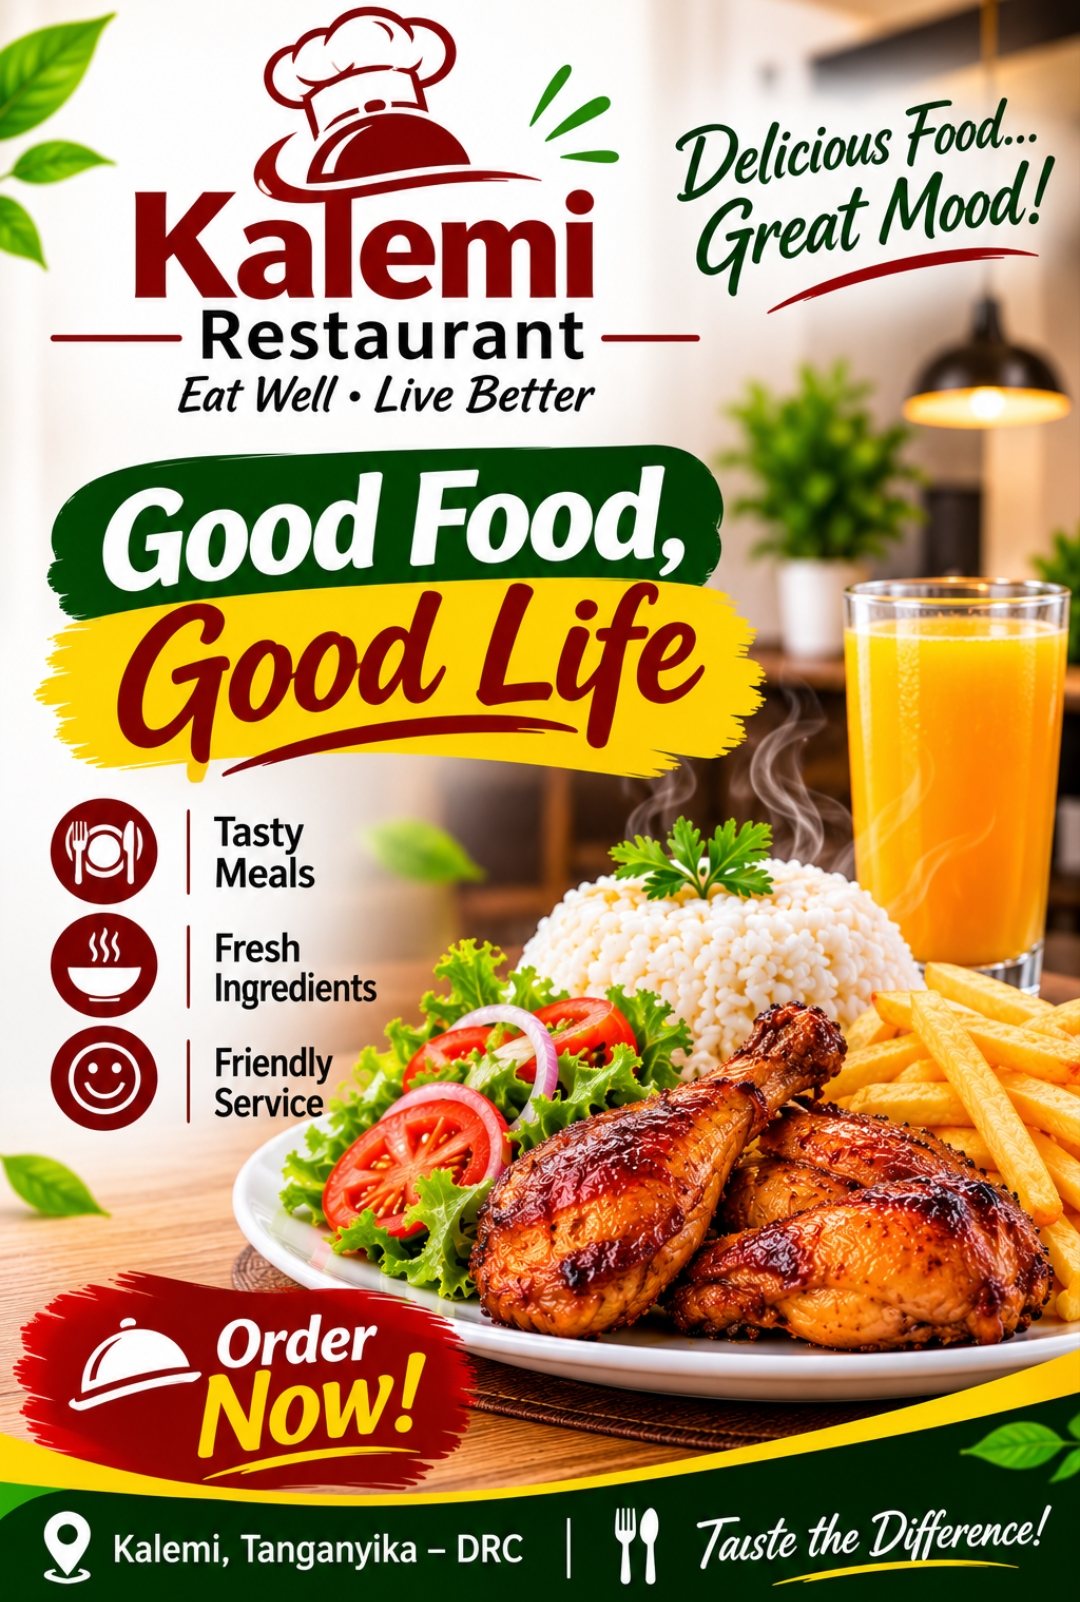 Kalemi
Restaurant
Eat Well • Live Better
Delicious Food...
Great Mood!
Good Food,
Good Life
Tasty
Meals
Fresh
Ingredients
Friendly
Service
Order
Now!
Kalemi, Tanganyika – DRC
Tauste the Difference!